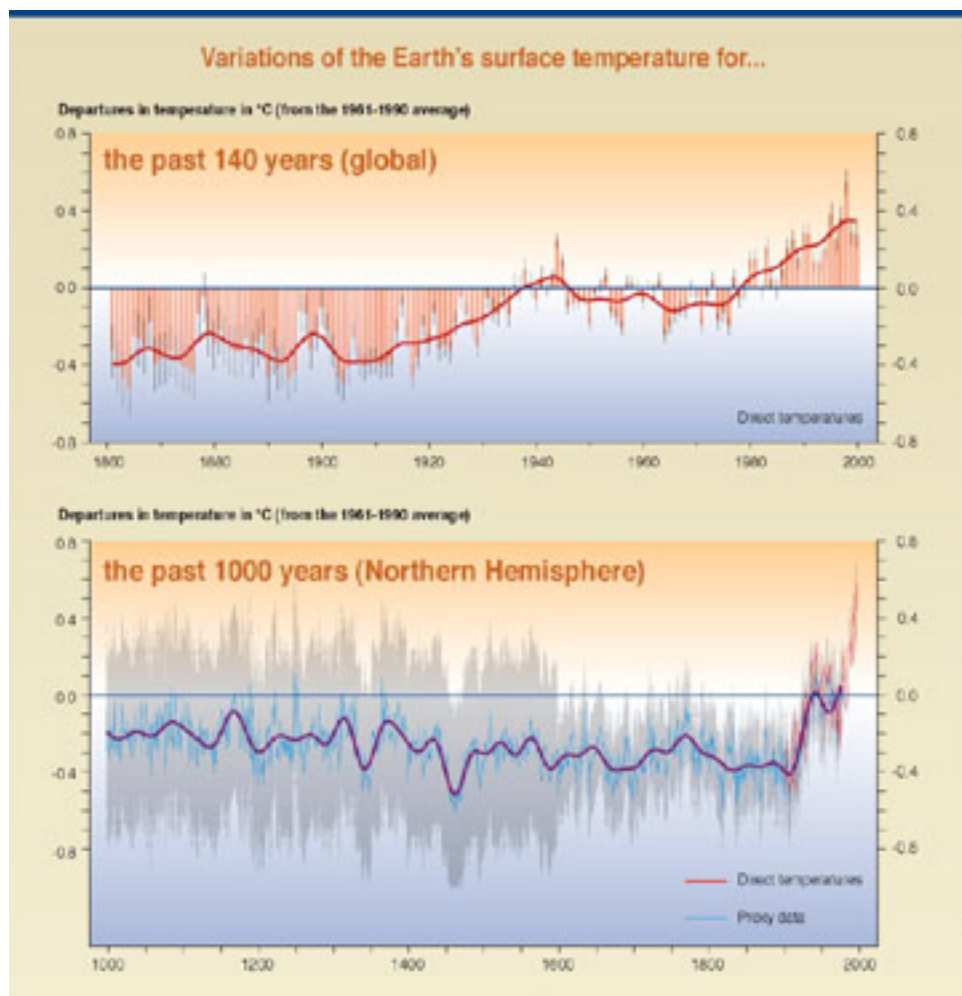 Variations of the Earth's surface temperature for...
Departures in temperature in °C (from the 1961-1990 average)
the past 140 years (global)
0.8 0.8
0.4 0.4
0.0 0.0
-0.4 -0.4
-0.8 -0.8
Direct temperatures
1860 1880 1900 1920 1940 1960 1980 2000
Departures in temperature in °C (from the 1961-1990 average)
the past 1000 years (Northern Hemisphere)
0.8 0.8
0.4 0.4
0.0 0.0
-0.4 -0.4
-0.8 -0.8
Direct temperatures
Proxy data
1000 1200 1400 1600 1800 2000